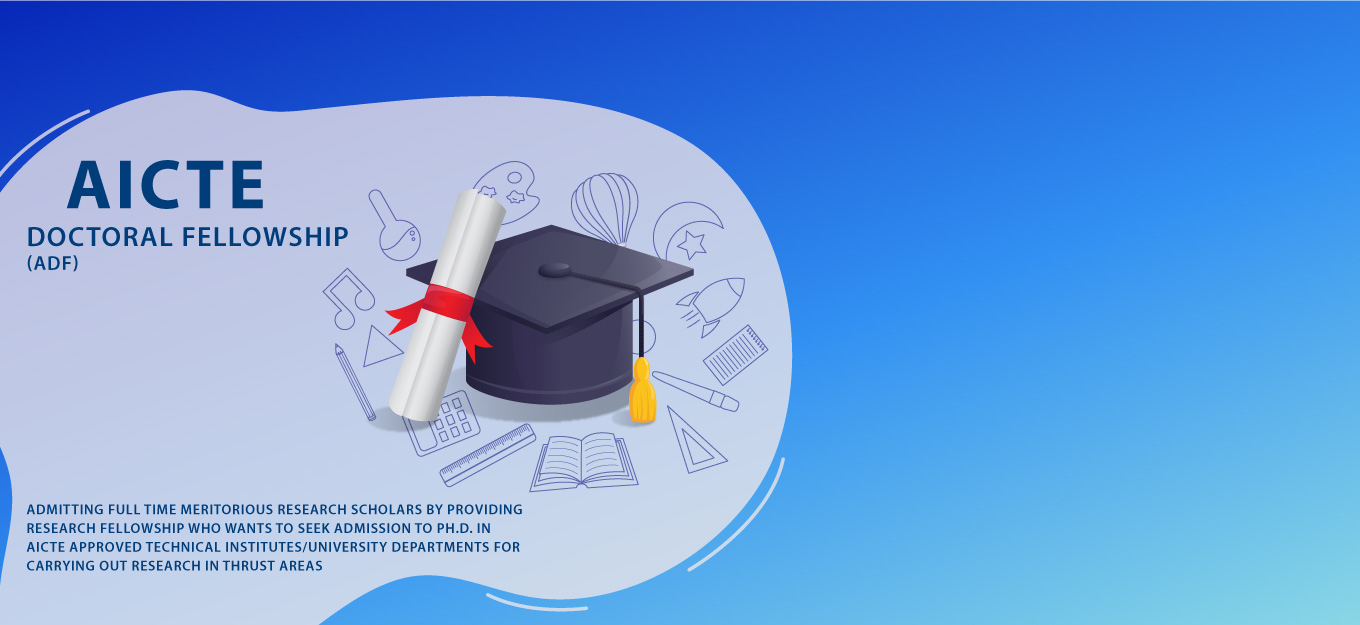 AICTE
DOCTORAL FELLOWSHIP
(ADF)
ADMITTING FULL TIME MERITORIOUS RESEARCH SCHOLARS BY PROVIDING
RESEARCH FELLOWSHIP WHO WANTS TO SEEK ADMISSION TO PH.D. IN
AICTE APPROVED TECHNICAL INSTITUTES/UNIVERSITY DEPARTMENTS FOR
CARRYING OUT RESEARCH IN THRUST AREAS